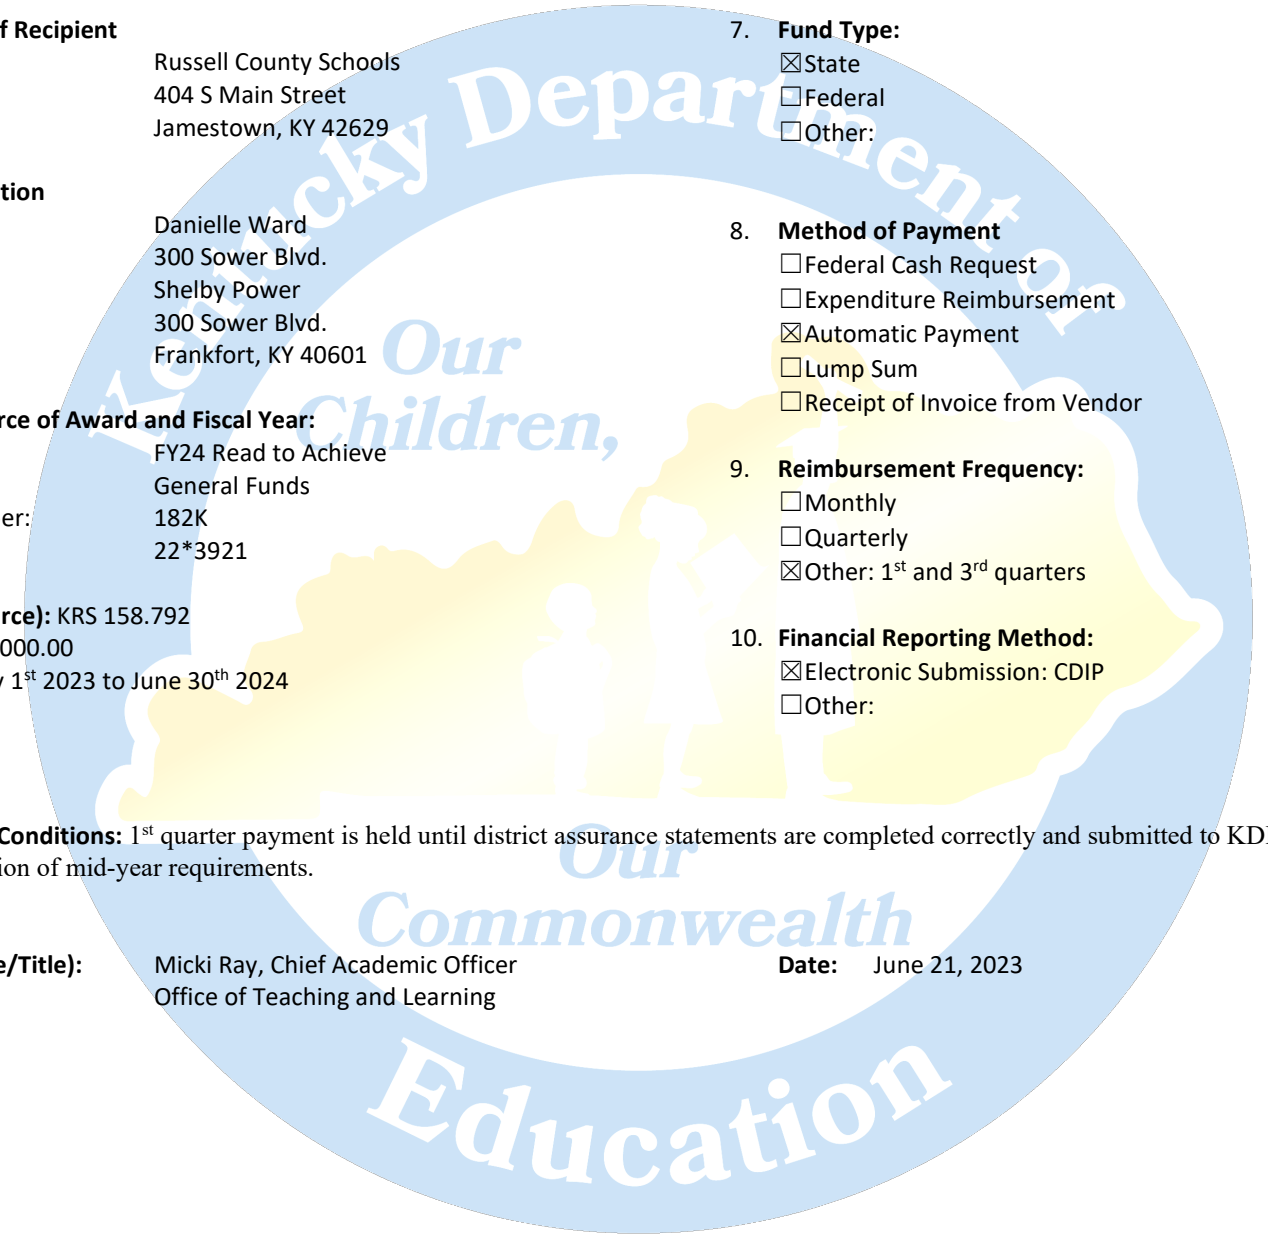 f Recipient
Russell County Schools
404 S Main Street
Jamestown, KY 42629
tion
Danielle Ward
300 Sower Blvd.
Shelby Power
300 Sower Blvd.
Frankfort, KY 40601
rce of Award and Fiscal Year:
FY24 Read to Achieve
General Funds
er: 182K
22*3921
rce): KRS 158.792
000.00
y 1st 2023 to June 30th 2024
7. Fund Type:
☒State
☐Federal
☐Other:
8. Method of Payment
☐Federal Cash Request
☐Expenditure Reimbursement
☒Automatic Payment
☐Lump Sum
☐Receipt of Invoice from Vendor
9. Reimbursement Frequency:
☐Monthly
☐Quarterly
☒Other: 1st and 3rd quarters
10. Financial Reporting Method:
☒Electronic Submission: CDIP
☐Other:
Conditions: 1st quarter payment is held until district assurance statements are completed correctly and submitted to KD
ion of mid-year requirements.
e/Title): Micki Ray, Chief Academic Officer
Office of Teaching and Learning
Date: June 21, 2023
Kentucky Department of
Education
Our
Children,
Our
Commonwealth